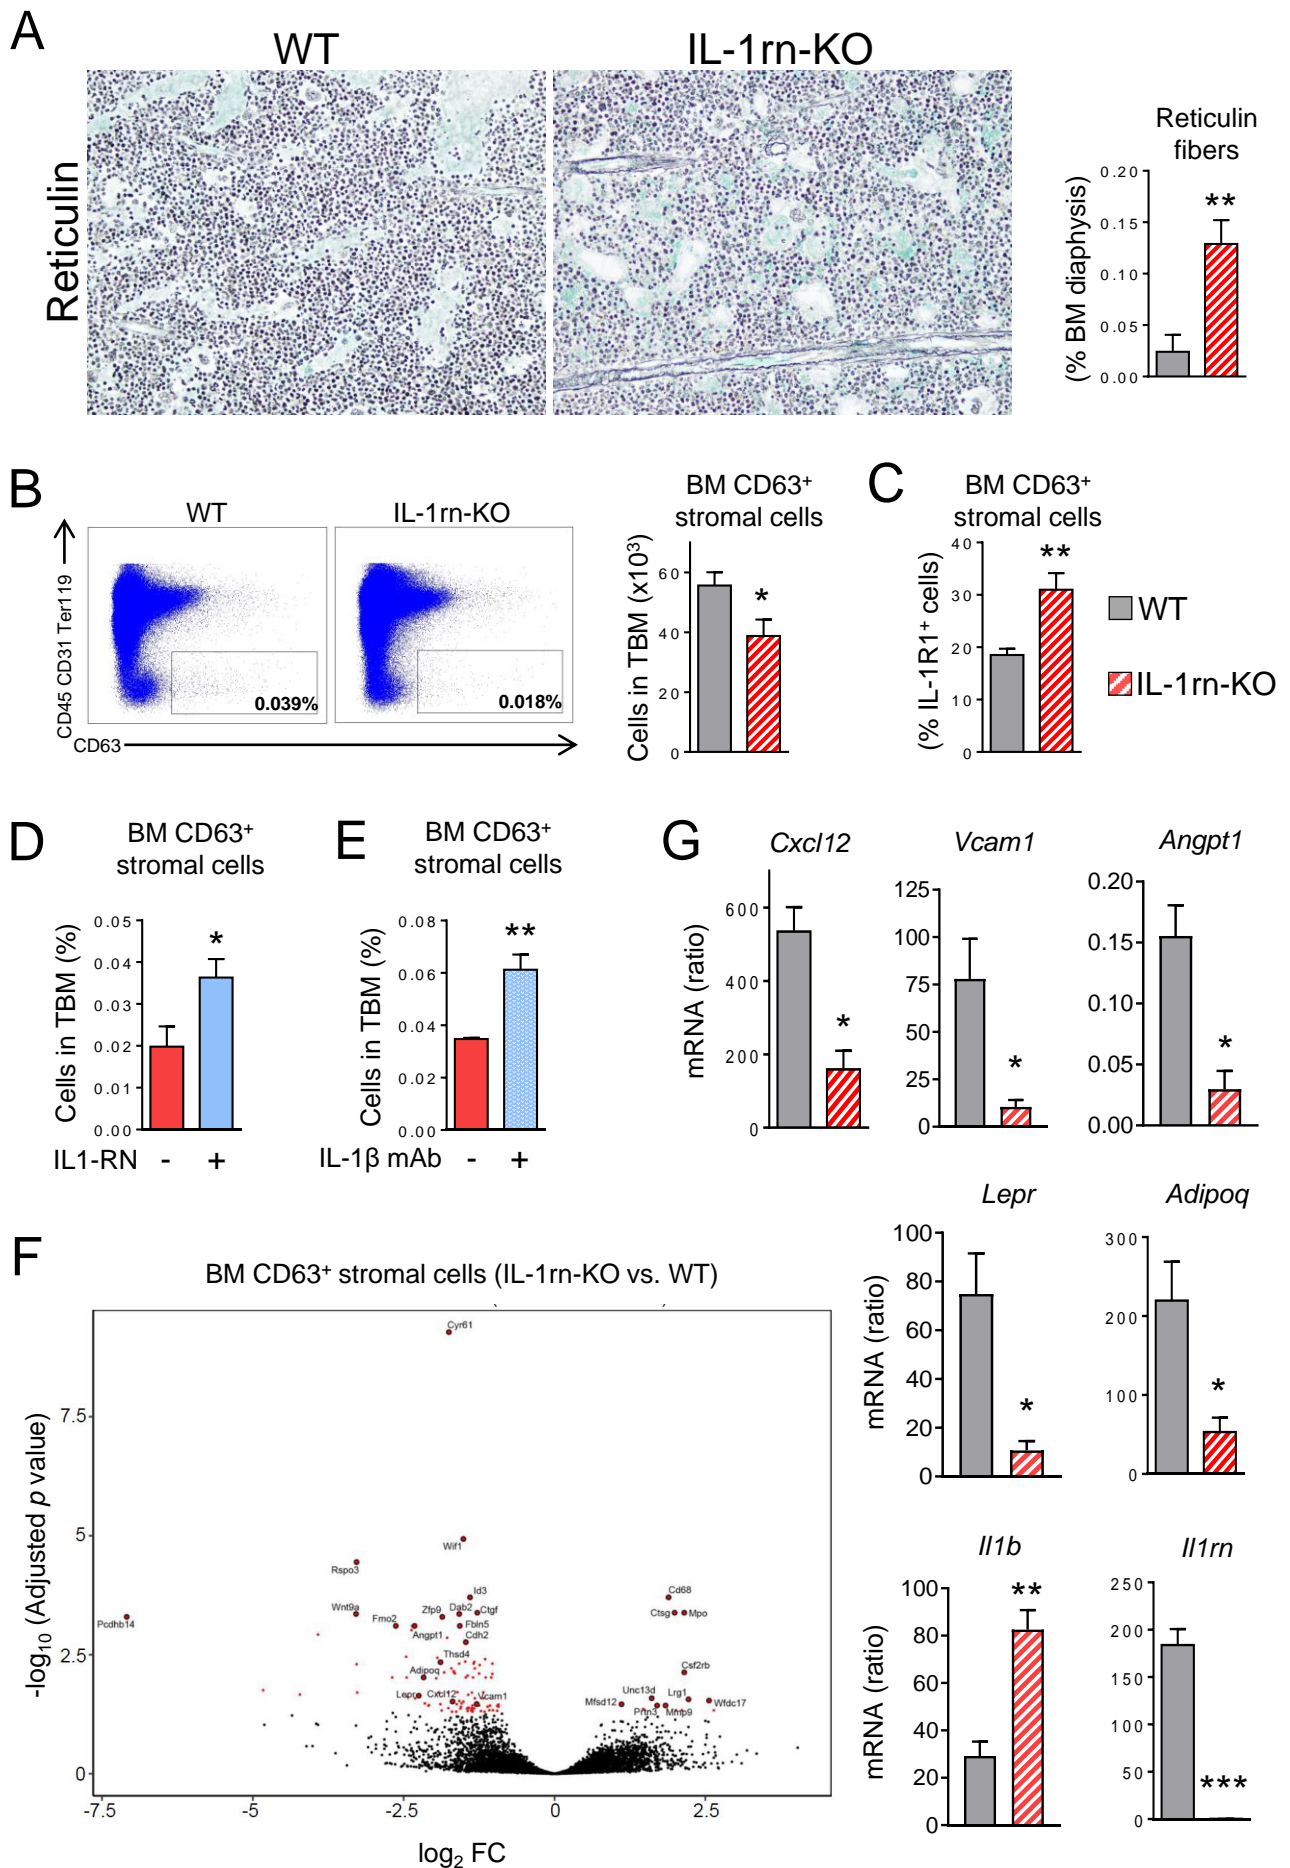 A
WT
IL-1rn-KO
Reticulin
Reticulin
fibers
(% BM diaphysis)
0.20
0.15
0.10
0.05
0.00
**
B
WT
IL-1rn-KO
CD45 CD31 Ter119
0.039%
0.018%
CD63
BM CD63+
stromal cells
Cells in TBM (x10³)
60
40
20
0
*
C
BM CD63+
stromal cells
(% IL-1R1+ cells)
40
30
20
10
0
**
WT
IL-1rn-KO
D
BM CD63+
stromal cells
Cells in TBM (%)
0.05
0.04
0.03
0.02
0.01
0.00
*
IL1-RN - +
E
BM CD63+
stromal cells
Cells in TBM (%)
0.08
0.06
0.04
0.02
0.00
**
IL-1β mAb - +
G
Cxcl12
mRNA (ratio)
600
400
200
0
*
Vcam1
125
100
75
50
25
0
*
Angpt1
0.20
0.15
0.10
0.05
0.00
*
Lepr
mRNA (ratio)
100
80
60
40
20
0
*
Adipoq
300
200
100
0
*
Il1b
mRNA (ratio)
100
80
60
40
20
0
**
Il1rn
250
200
150
100
50
0
***
F
BM CD63+ stromal cells (IL-1rn-KO vs. WT)
-log10 (Adjusted p value)
7.5
5
2.5
0
Cyr61
Wif1
Rspo3
Id3
Cd68
Wnt9a
Zfp9
Dab2
Ctgf
Ctsg
Mpo
Pcdhb14
Fmo2
Angpt1
Fbln5
Cdh2
Thsd4
Adipoq
Csf2rb
Lepr
Cxcl12
Vcam1
Unc13d
Lrg1
Mfsd12
Prtn3
Mmp9
Wfdc17
-7.5
-5
-2.5
0
2.5
log2 FC